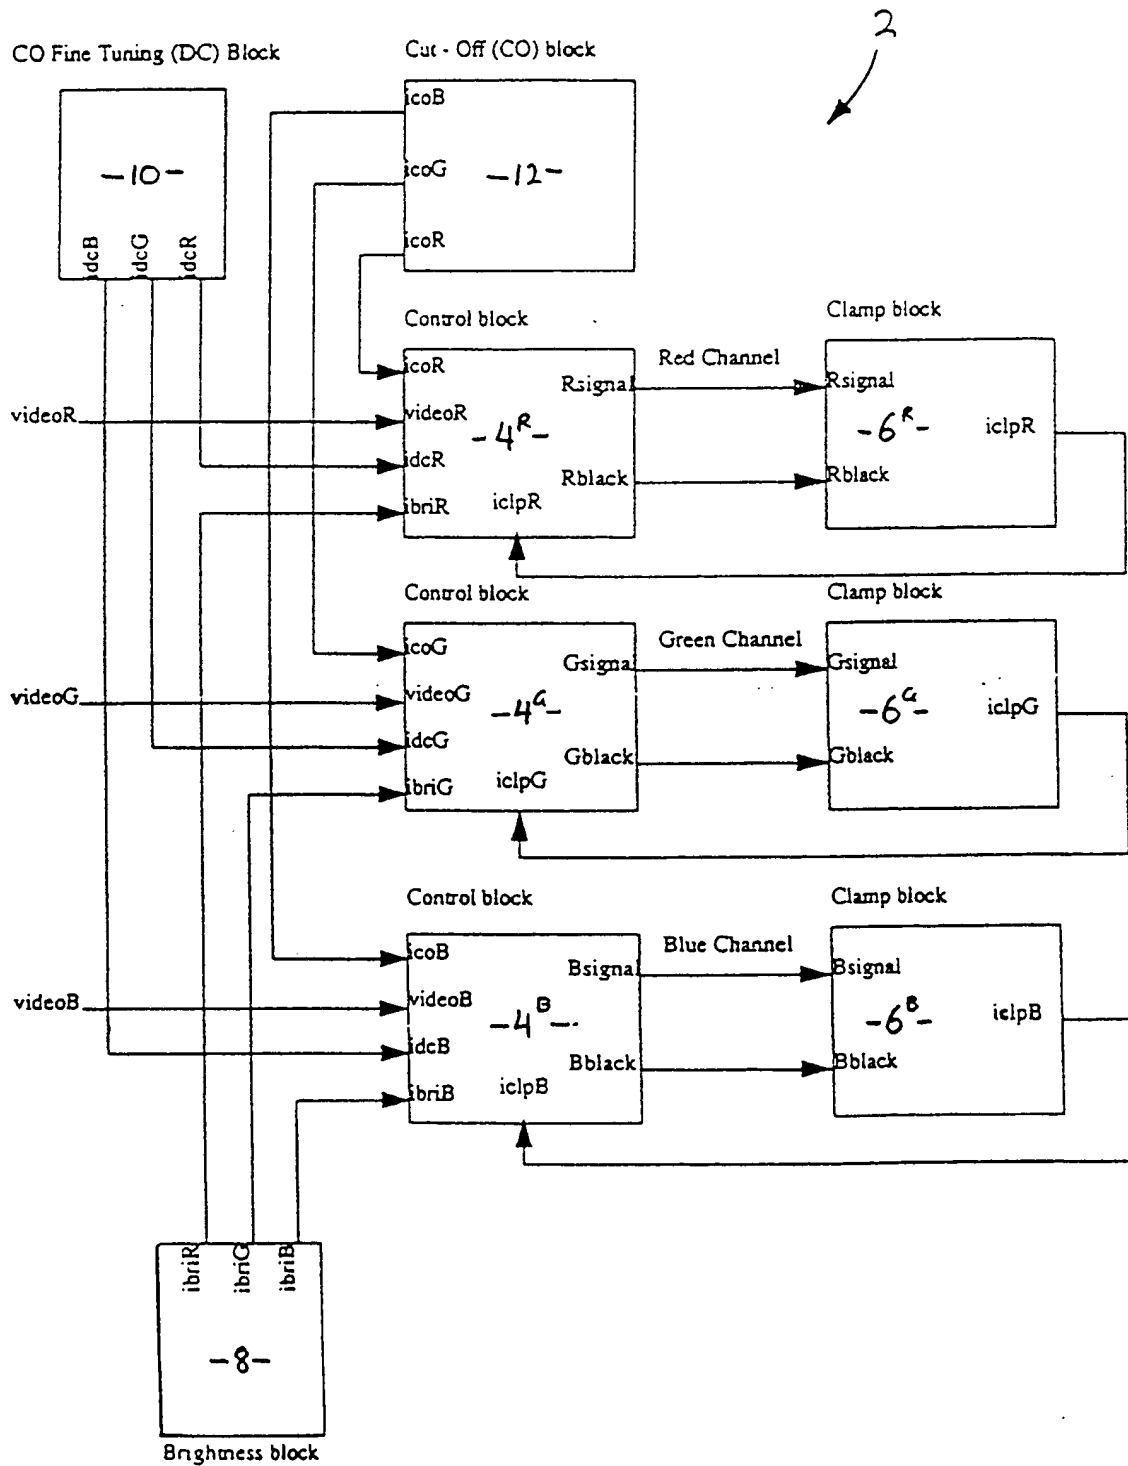 2
CO Fine Tuning (DC) Block
Cut - Off (CO) block
-10-
idcB
idcG
idcR
icoB
icoG
-12-
icoR
Control block
Clamp block
icoR
Rsignal
Red Channel
Rsignal
videoR
videoR
-4R-
-6R-
iclpR
idcR
Rblack
Rblack
ibriR
iclpR
Control block
Clamp block
icoG
Gsignal
Green Channel
Gsignal
videoG
videoG
-4G-
-6G-
iclpG
idcG
Gblack
Gblack
ibriG
iclpG
Control block
Clamp block
icoB
Bsignal
Blue Channel
Bsignal
videoB
videoB
-4B-
-6B-
iclpB
idcB
Bblack
Bblack
ibriB
iclpB
ibriR
ibriG
ibriB
-8-
Brightness block